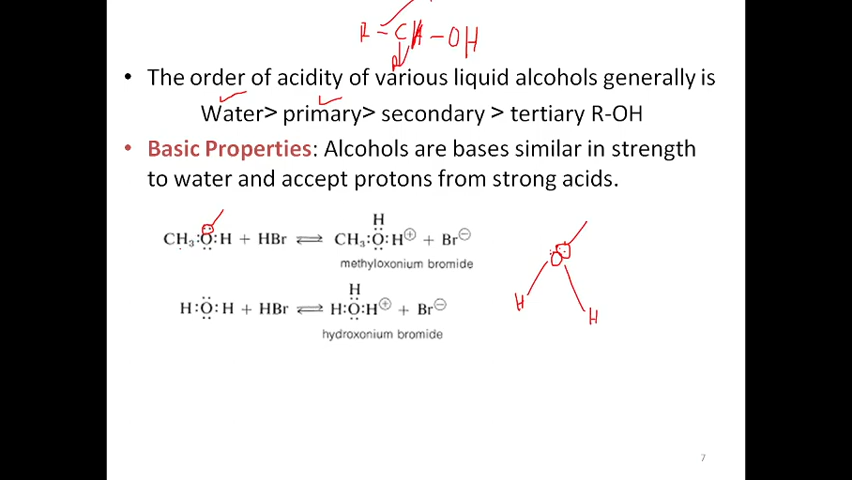 R - CH - OH
R
• The order of acidity of various liquid alcohols generally is
Water> primary> secondary > tertiary R-OH
• Basic Properties: Alcohols are bases similar in strength
to water and accept protons from strong acids.
H
CH₃:Ö:H + HBr ⇌ CH₃:Ö:H⊕ + Br⊖
methyloxonium bromide
H
H:Ö:H + HBr ⇌ H:Ö:H⊕ + Br⊖
hydroxonium bromide
O
H H
7